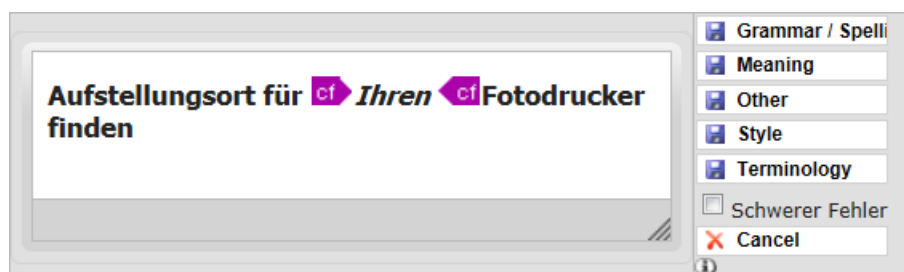 Grammar / Spelli
Meaning
Aufstellungsort für cf Ihren cf Fotodrucker
finden
Other
Style
Terminology
Schwerer Fehler
Cancel